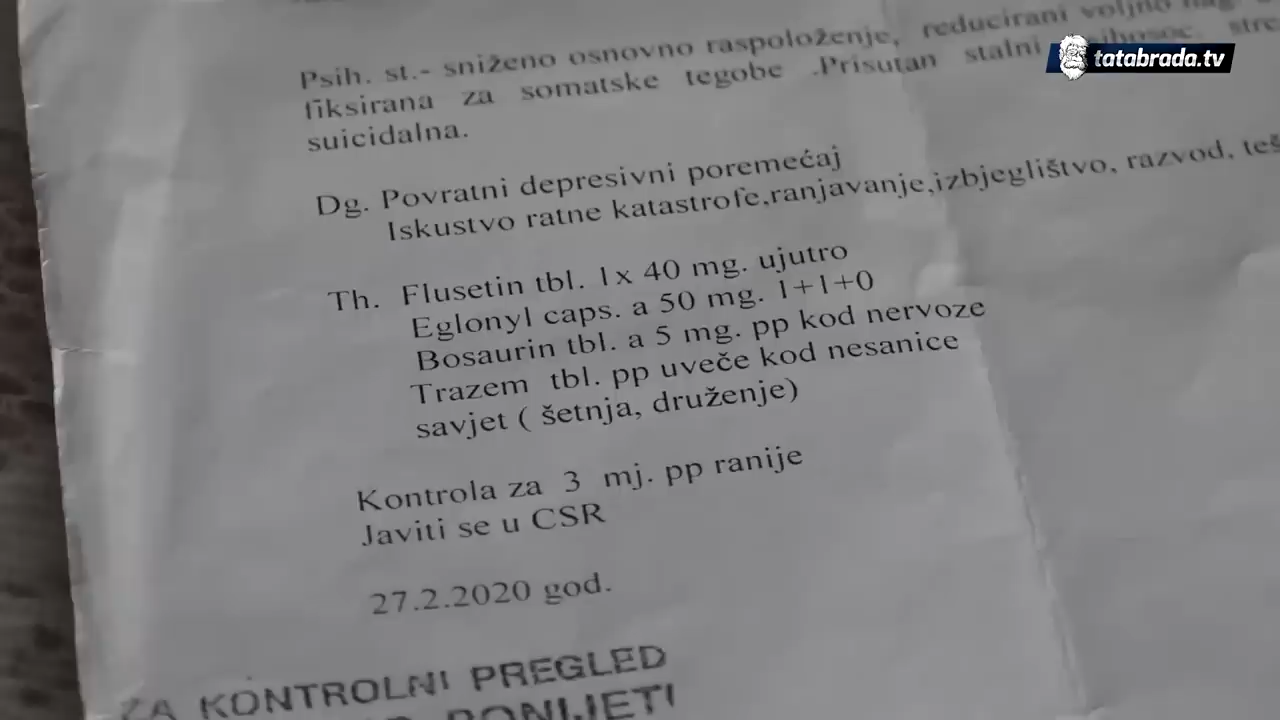 tatabrada.tv
Psih. st.- sniženo osnovno raspoloženje, reducirani voljno nag
fiksirana za somatske tegobe .Prisutan stalni
suicidalna.
Dg. Povratni depresivni poremećaj
Iskustvo ratne katastrofe,ranjavanje,izbjeglištvo, razvod, teš
Th. Flusetin tbl. 1x 40 mg. ujutro
Eglonyl caps. a 50 mg. 1+1+0
Bosaurin tbl. a 5 mg. pp kod nervoze
Trazem tbl. pp uveče kod nesanice
savjet ( šetnja, druženje)
Kontrola za 3 mj. pp ranije
Javiti se u CSR
27.2.2020 god.
ZA KONTROLNI PREGLED